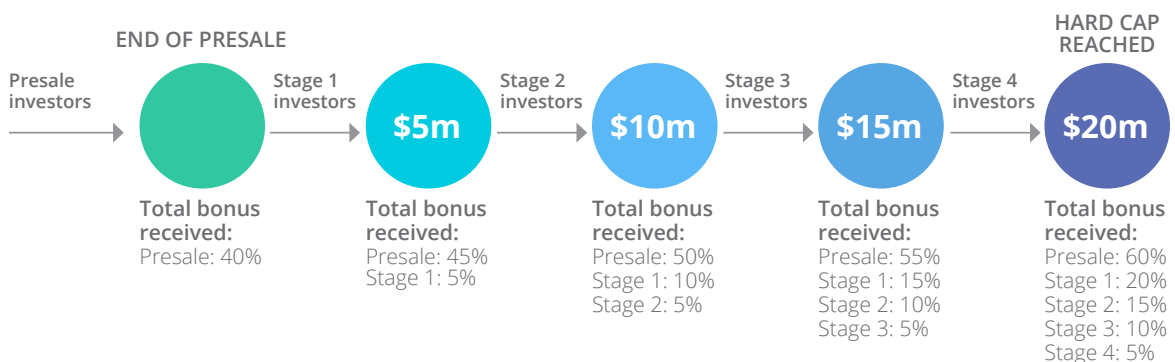 END OF PRESALE
HARD CAP
REACHED
Presale
investors
Stage 1
investors
Stage 2
investors
Stage 3
investors
Stage 4
investors
$5m
$10m
$15m
$20m
Total bonus
received:
Presale: 40%
Total bonus
received:
Presale: 45%
Stage 1: 5%
Total bonus
received:
Presale: 50%
Stage 1: 10%
Stage 2: 5%
Total bonus
received:
Presale: 55%
Stage 1: 15%
Stage 2: 10%
Stage 3: 5%
Total bonus
received:
Presale: 60%
Stage 1: 20%
Stage 2: 15%
Stage 3: 10%
Stage 4: 5%